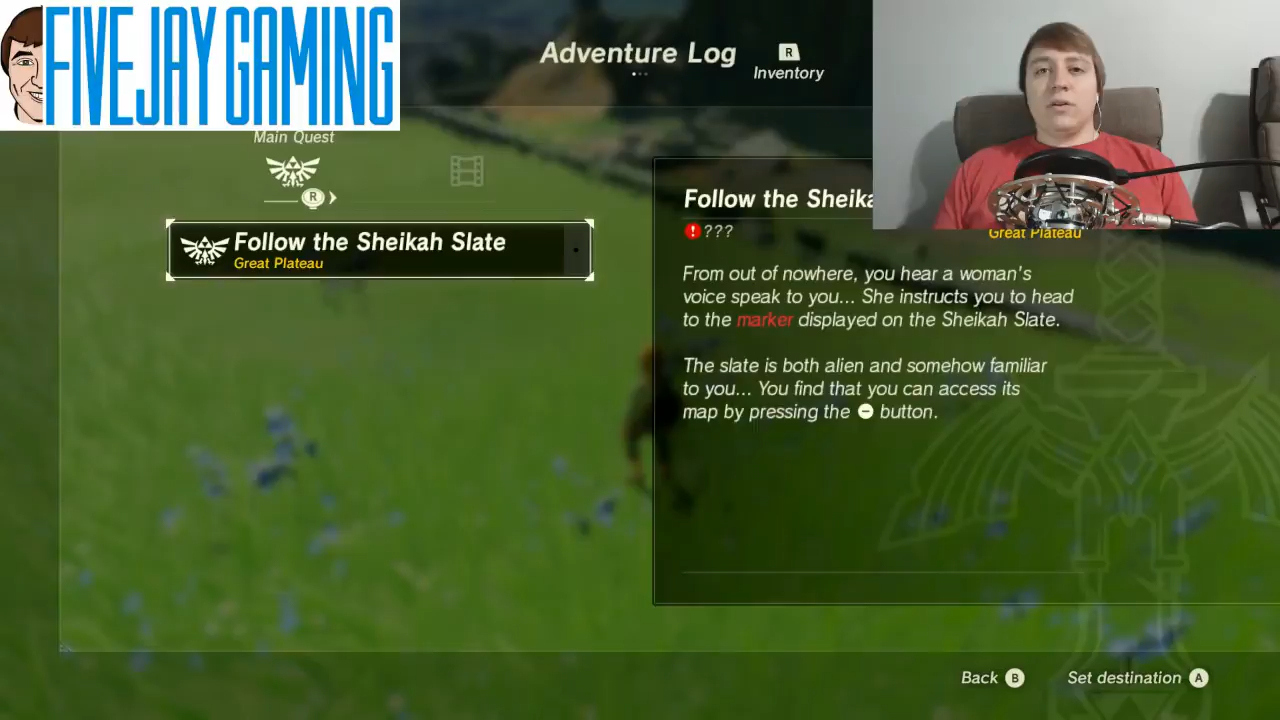 FIVEJAY GAMING
Adventure Log
R
Inventory
Main Quest
R
Follow the Sheikah Slate
Great Plateau
Follow the Sheika
! ???
Great Plateau
From out of nowhere, you hear a woman's
voice speak to you... She instructs you to head
to the marker displayed on the Sheikah Slate.
The slate is both alien and somehow familiar
to you... You find that you can access its
map by pressing the button.
Back B
Set destination A